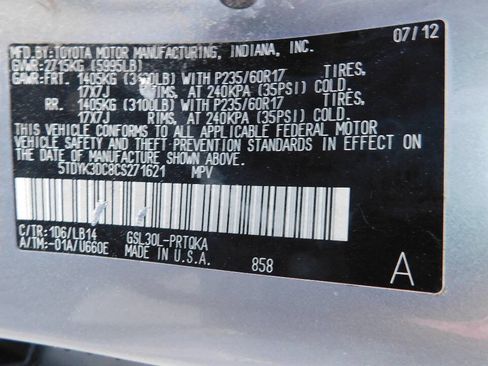 MFD. BY: 07/12
TOYOTA MOTOR MANUFACTURING, INDIANA, INC.
GVWR: 2715KG (5995LB)
GAWR: FRT. 1405KG (3100LB) WITH P235/60R17 TIRES,
17X7J RIMS, AT 240KPA (35PSI) COLD.
RR. 1405KG (3100LB) WITH P235/60R17 TIRES,
17X7J RIMS, AT 240KPA (35PSI) COLD.
THIS VEHICLE CONFORMS TO ALL APPLICABLE FEDERAL MOTOR
VEHICLE SAFETY AND THEFT PREVENTION STANDARDS IN EFFECT ON
THE DATE OF MANUFACTURE SHOWN ABOVE.
5TDYK3DC8CS271621 MPV
C/TR: 1D6/LB14 GSL30L-PRTQKA
A/TM: -01A/U660E MADE IN U.S.A. 858 A